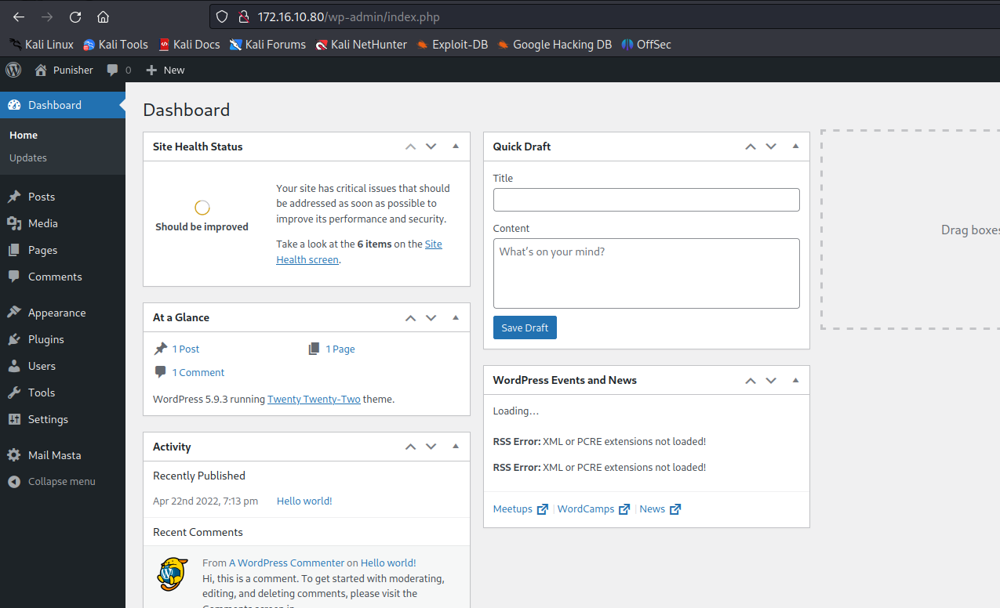 172.16.10.80/wp-admin/index.php
Kali Linux Kali Tools Kali Docs Kali Forums Kali NetHunter Exploit-DB Google Hacking DB OffSec
Punisher 0 New
Dashboard
Home
Updates
Posts
Media
Pages
Comments
Appearance
Plugins
Users
Tools
Settings
Mail Masta
Collapse menu
Dashboard
Site Health Status
Should be improved
Your site has critical issues that should
be addressed as soon as possible to
improve its performance and security.
Take a look at the 6 items on the Site
Health screen.
At a Glance
1 Post 1 Page
1 Comment
WordPress 5.9.3 running Twenty Twenty-Two theme.
Activity
Recently Published
Apr 22nd 2022, 7:13 pm Hello world!
Recent Comments
From A WordPress Commenter on Hello world!
Hi, this is a comment. To get started with moderating,
editing, and deleting comments, please visit the
Comments screen in
Quick Draft
Title
Content
What's on your mind?
Save Draft
WordPress Events and News
Loading…
RSS Error: XML or PCRE extensions not loaded!
RSS Error: XML or PCRE extensions not loaded!
Meetups WordCamps News
Drag boxes